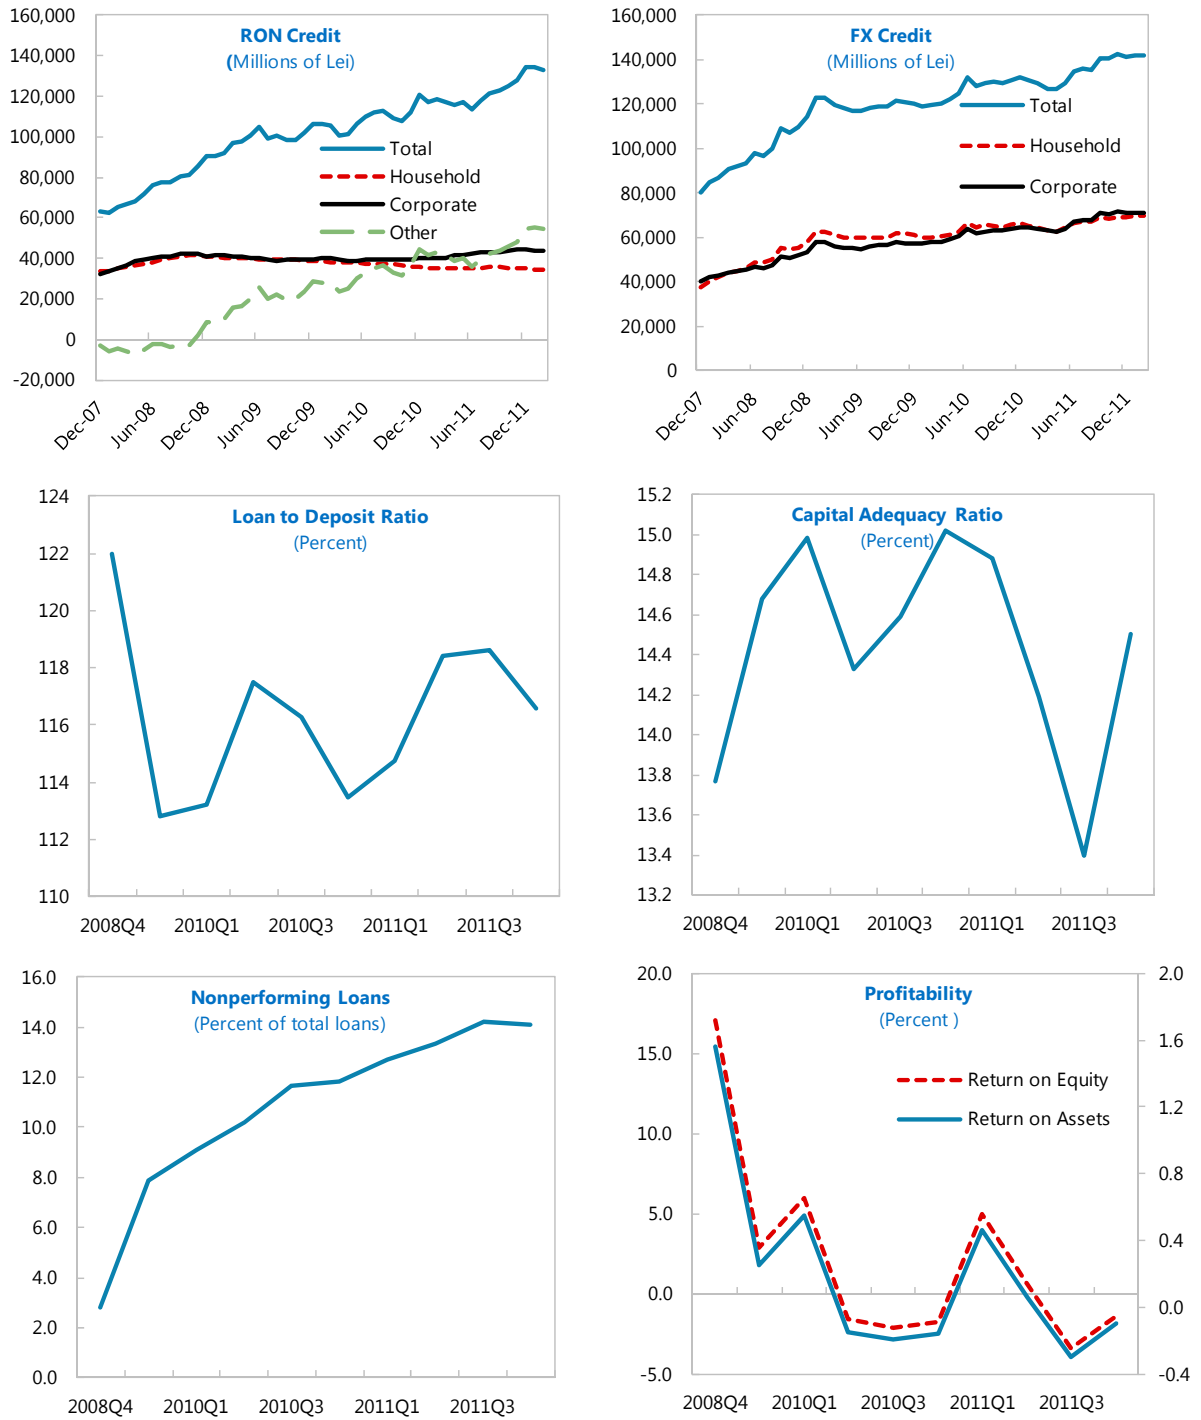 RON Credit
(Millions of Lei)
160,000
140,000
120,000
100,000
80,000
60,000
40,000
20,000
0
-20,000
Total
Household
Corporate
Other
Dec-07
Jun-08
Dec-08
Jun-09
Dec-09
Jun-10
Dec-10
Jun-11
Dec-11
FX Credit
(Millions of Lei)
160,000
140,000
120,000
100,000
80,000
60,000
40,000
20,000
0
Total
Household
Corporate
Dec-07
Jun-08
Dec-08
Jun-09
Dec-09
Jun-10
Dec-10
Jun-11
Dec-11
Loan to Deposit Ratio
(Percent)
124
122
120
118
116
114
112
110
2008Q4
2010Q1
2010Q3
2011Q1
2011Q3
Capital Adequacy Ratio
(Percent)
15.2
15.0
14.8
14.6
14.4
14.2
14.0
13.8
13.6
13.4
13.2
2008Q4
2010Q1
2010Q3
2011Q1
2011Q3
Nonperforming Loans
(Percent of total loans)
16.0
14.0
12.0
10.0
8.0
6.0
4.0
2.0
0.0
2008Q4
2010Q1
2010Q3
2011Q1
2011Q3
Profitability
(Percent )
20.0
15.0
10.0
5.0
0.0
-5.0
2.0
1.6
1.2
0.8
0.4
0.0
-0.4
Return on Equity
Return on Assets
2008Q4
2010Q1
2010Q3
2011Q1
2011Q3